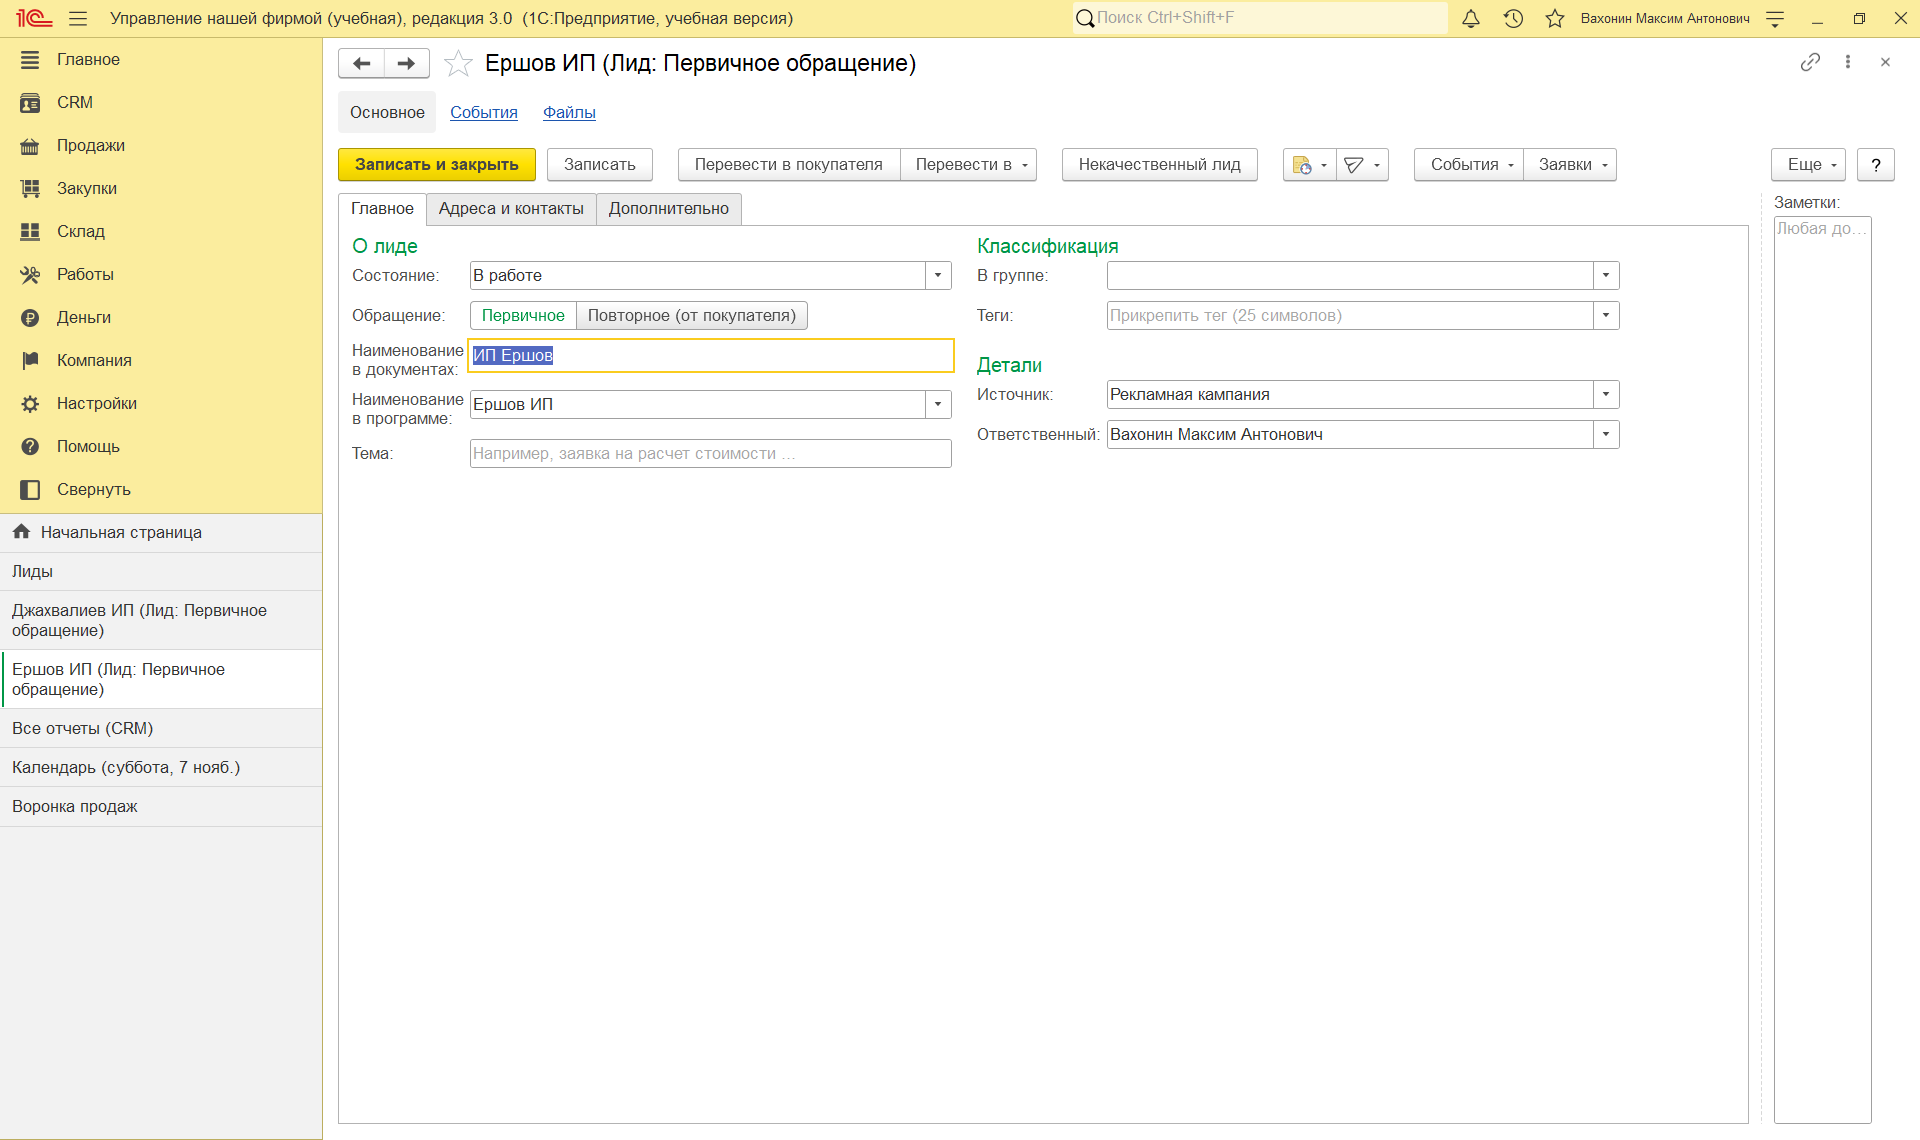 1С Управление нашей фирмой (учебная), редакция 3.0 (1С:Предприятие, учебная версия) Поиск Ctrl+Shift+F Вахонин Максим Антонович
Главное
CRM
Продажи
Закупки
Склад
Работы
Деньги
Компания
Настройки
Помощь
Свернуть
Начальная страница
Лиды
Джахвалиев ИП (Лид: Первичное
обращение)
Ершов ИП (Лид: Первичное
обращение)
Все отчеты (CRM)
Календарь (суббота, 7 нояб.)
Воронка продаж
Ершов ИП (Лид: Первичное обращение)
Основное События Файлы
Записать и закрыть Записать Перевести в покупателя Перевести в Некачественный лид События Заявки Еще ?
Главное Адреса и контакты Дополнительно
О лиде
Состояние: В работе
Обращение: Первичное Повторное (от покупателя)
Наименование
в документах: ИП Ершов
Наименование
в программе: Ершов ИП
Тема: Например, заявка на расчет стоимости ...
Классификация
В группе:
Теги: Прикрепить тег (25 символов)
Детали
Источник: Рекламная кампания
Ответственный: Вахонин Максим Антонович
Заметки:
Любая до...